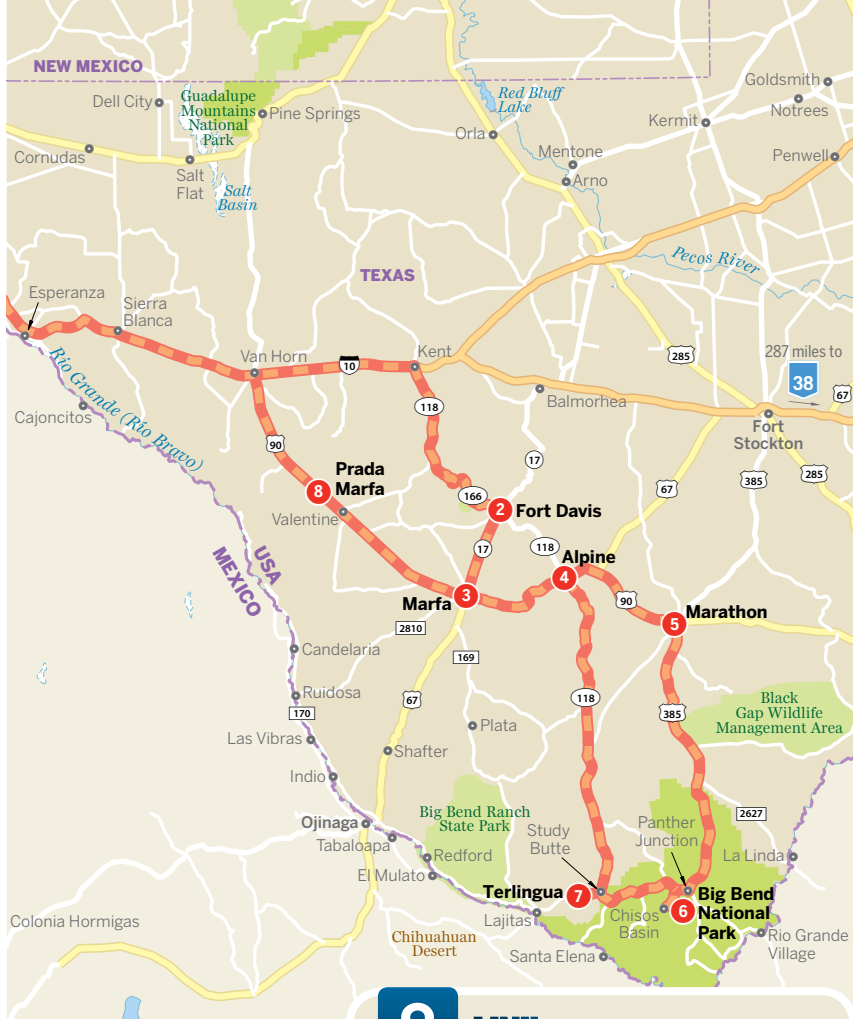 NEW MEXICO
Goldsmith
Dell City
Guadalupe
Mountains
National
Park
Pine Springs
Red Bluff
Lake
Notrees
Kermit
Orla
Cornudas
Mentone
Penwell
Salt
Flat
Salt
Basin
Arno
Pecos River
TEXAS
Esperanza
Sierra
Blanca
Van Horn
10
Kent
285
287 miles to
38
67
Rio Grande (Río Bravo)
118
Balmorhea
Cajoncitos
Fort
Stockton
90
17
385
285
Prada
Marfa
8
67
166
2
Fort Davis
Valentine
17
118
Alpine
4
USA
MEXICO
90
Marfa
3
5
Marathon
2810
169
Candelaria
Ruidosa
170
67
118
385
Black
Gap Wildlife
Management Area
Plata
Las Vibras
Shafter
Indio
Big Bend Ranch
State Park
2627
Ojinaga
Study
Butte
Panther
Junction
Tabaloapa
Redford
La Linda
El Mulato
Terlingua
7
Big Bend
National
Park
6
Lajitas
Chisos
Basin
Colonia Hormigas
Chihuahuan
Desert
Rio Grande
Village
Santa Elena